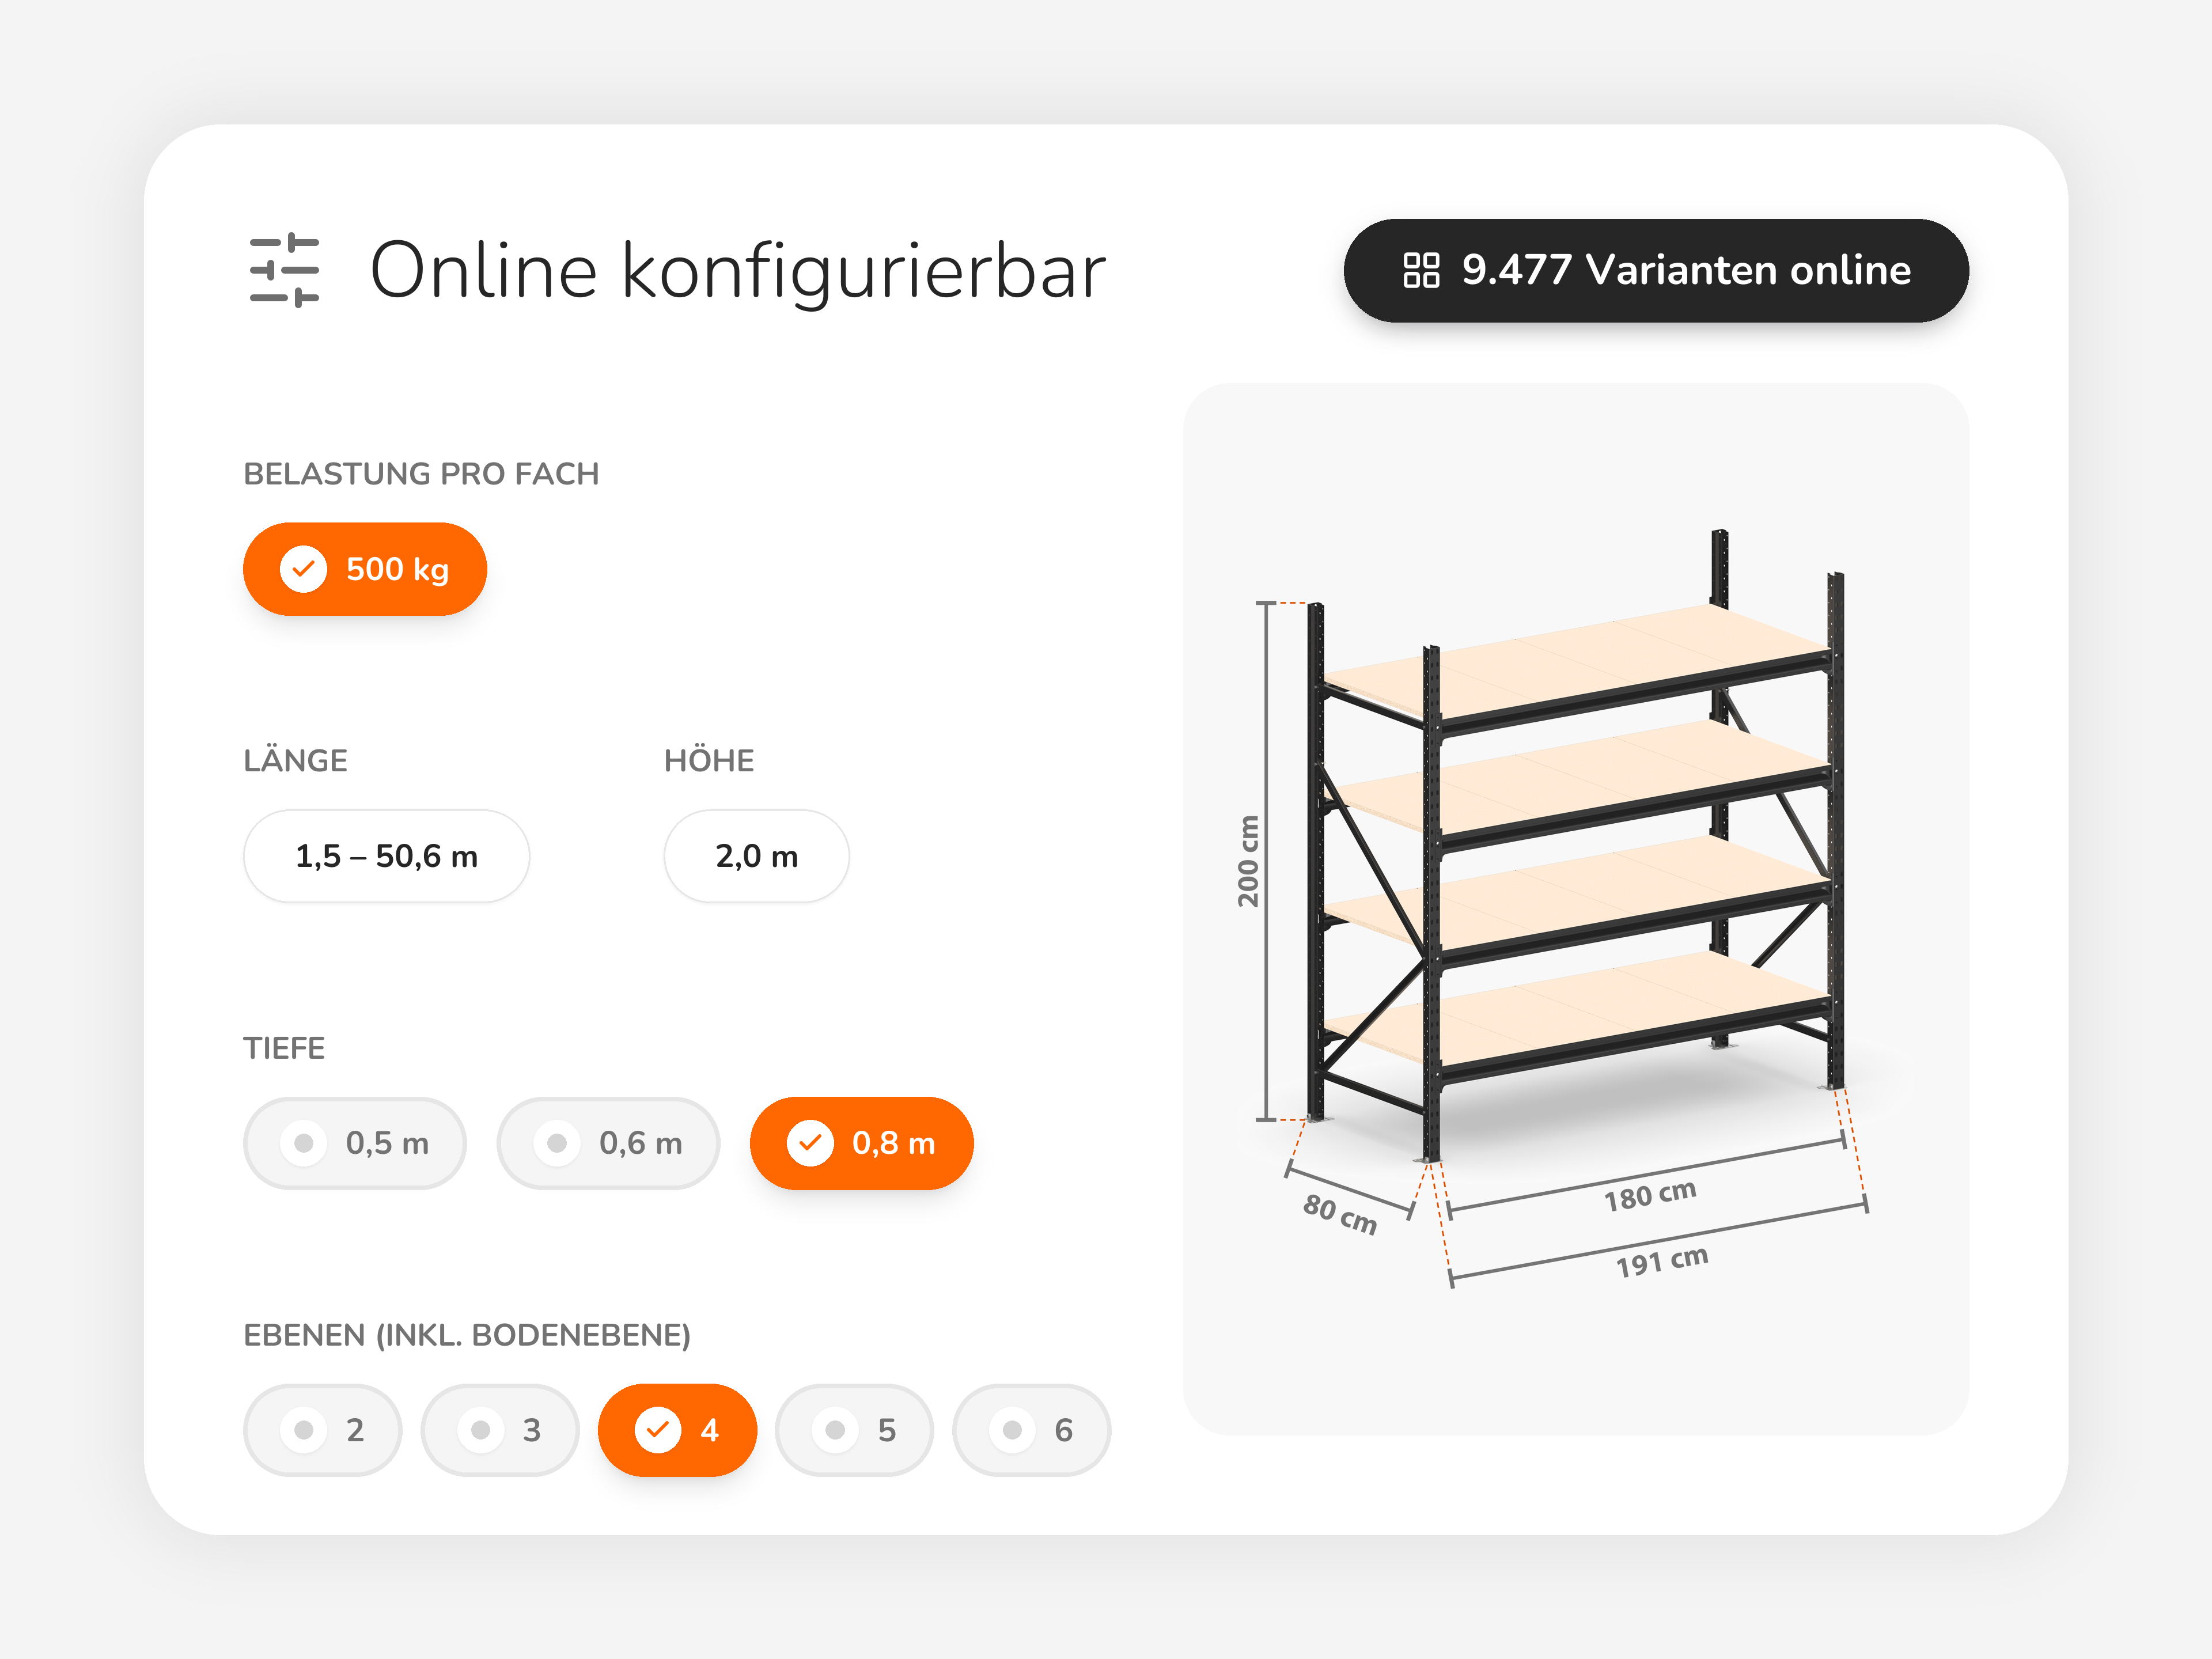 Online konfigurierbar
9.477 Varianten online
BELASTUNG PRO FACH
500 kg
LÄNGE
HÖHE
1,5 – 50,6 m
2,0 m
TIEFE
0,5 m
0,6 m
0,8 m
EBENEN (INKL. BODENEBENE)
2
3
4
5
6
200 cm
80 cm
180 cm
191 cm